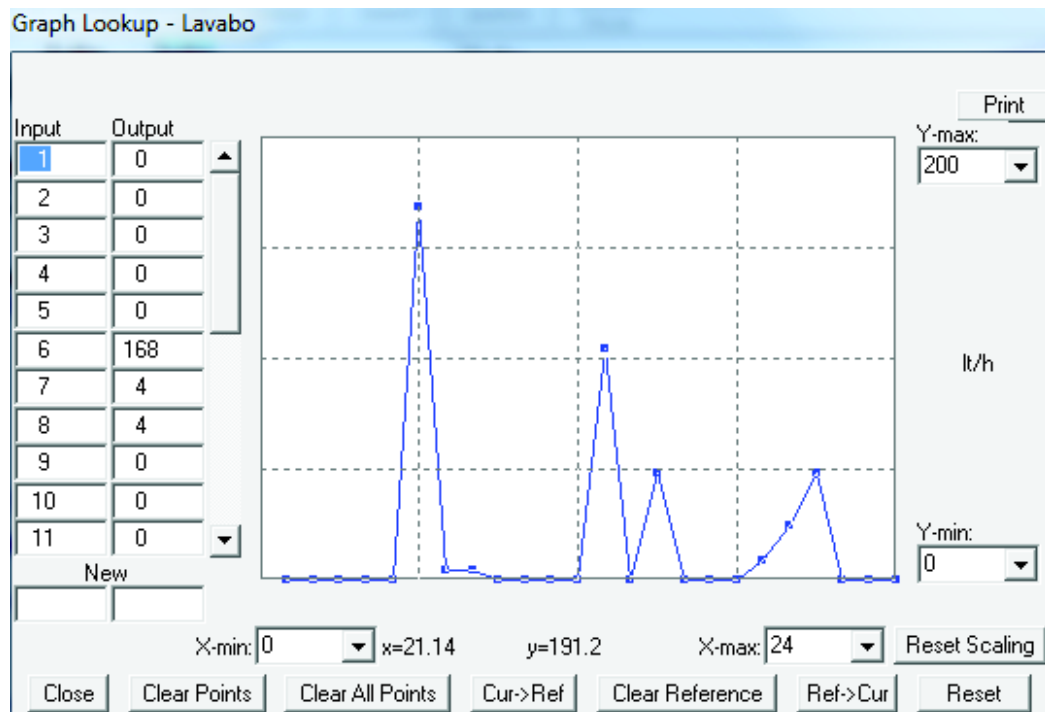 Graph Lookup - Lavabo
Print
Input Output
Y-max:
200
1 0
2 0
3 0
4 0
5 0
6 168
7 4
8 4
9 0
10 0
11 0
lt/h
Y-min:
0
New
X-min: 0 x=21.14 y=191.2 X-max: 24 Reset Scaling
Close Clear Points Clear All Points Cur->Ref Clear Reference Ref->Cur Reset